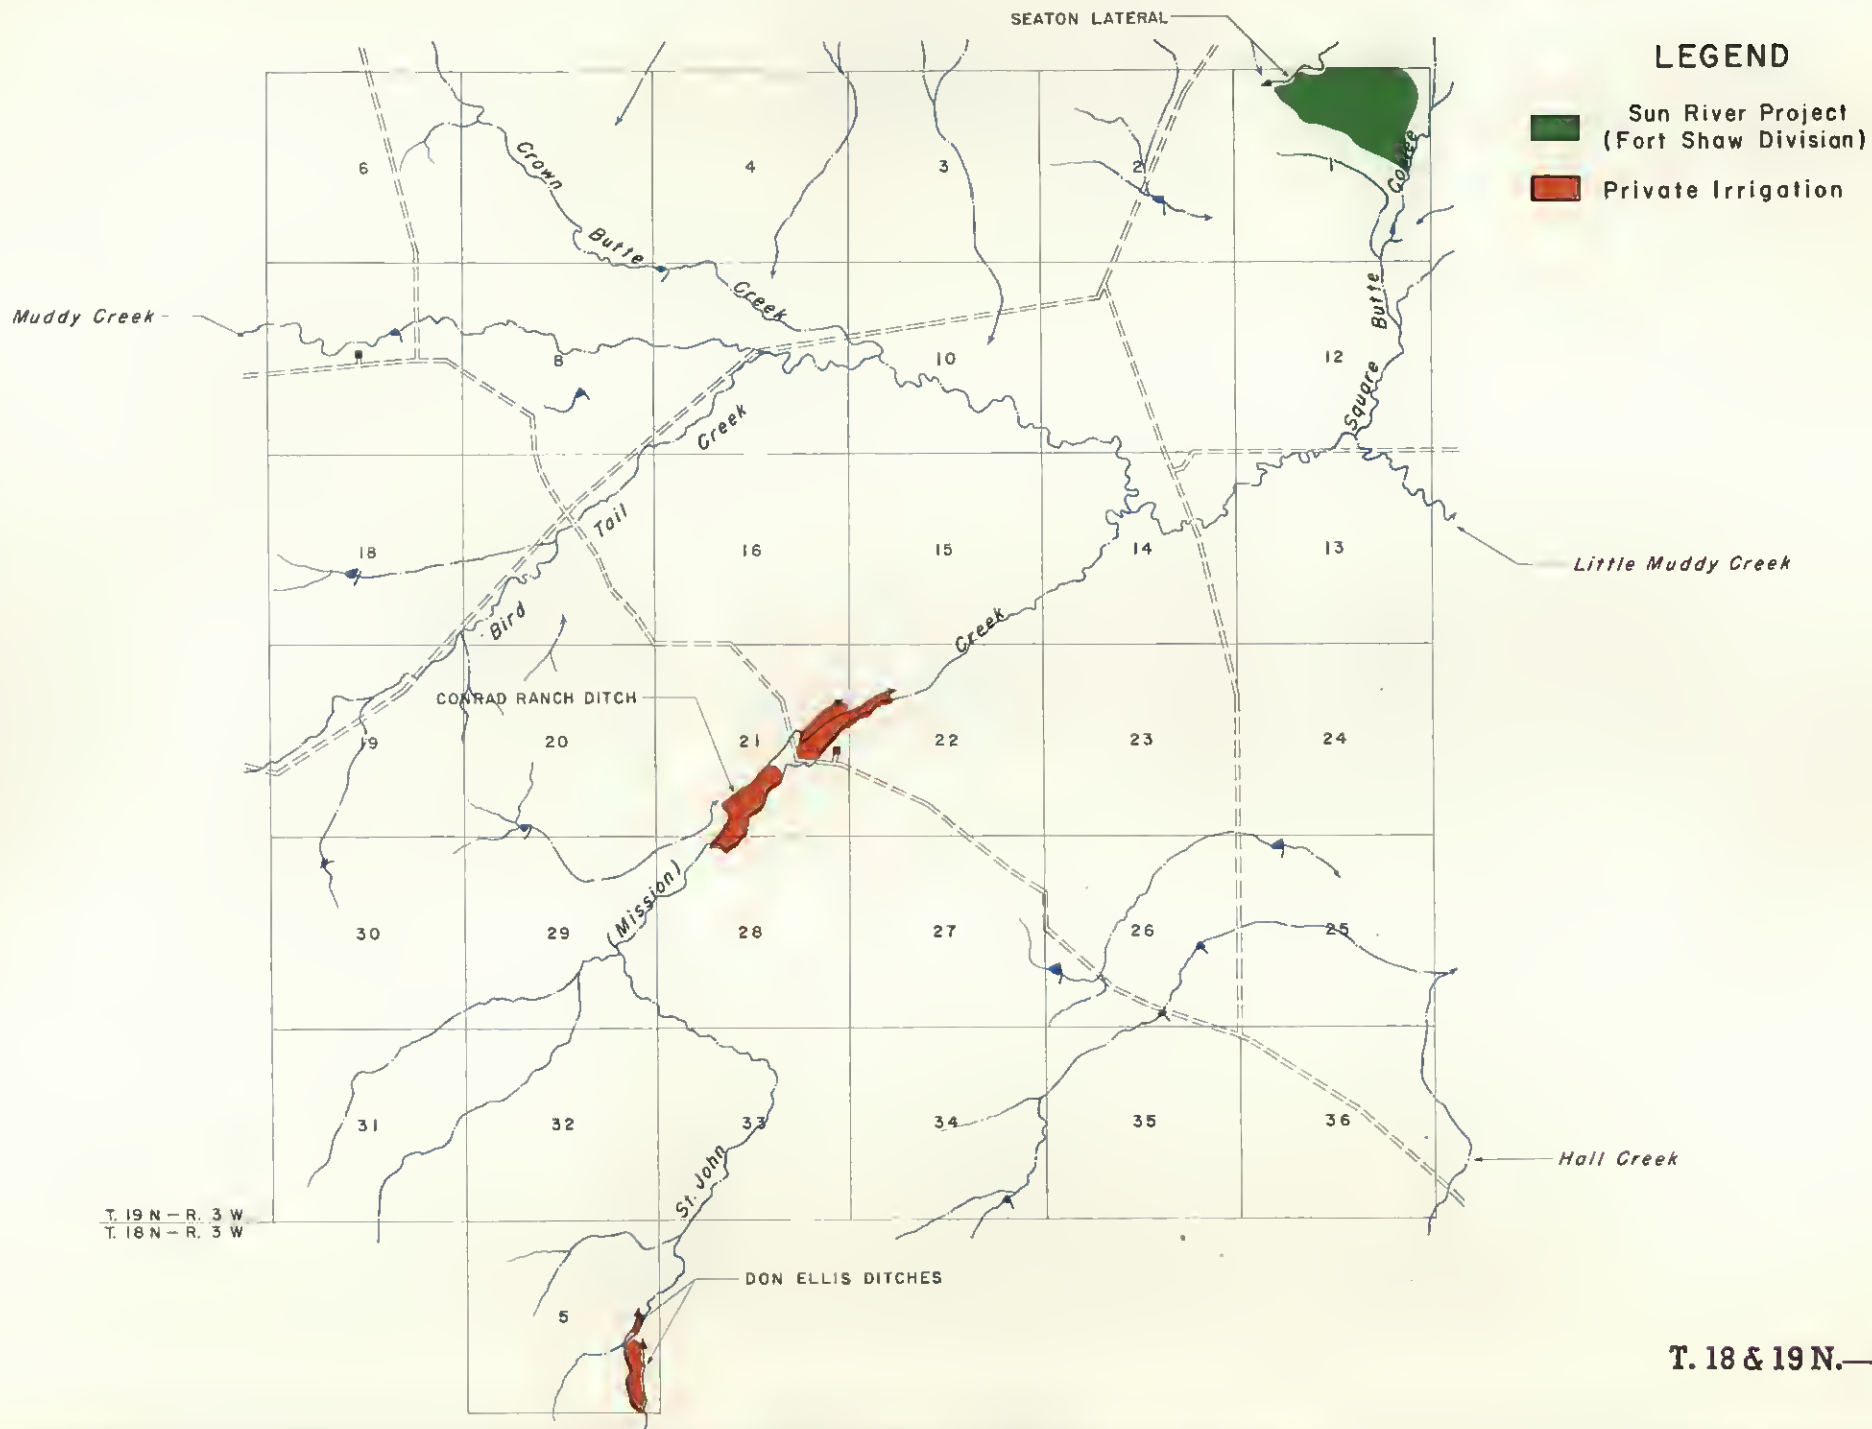 SEATON LATERAL
LEGEND
Sun River Project
(Fort Shaw Division)
Private Irrigation
6
4
3
2
1
Crown
Butte
Creek
Coulee
Butte
Square
Muddy Creek
8
10
12
Creek
Tail
Bird
18
16
15
14
13
Little Muddy Creek
Creek
CONRAD RANCH DITCH
19
20
21
22
23
24
(Mission)
30
29
28
27
26
25
31
32
33
34
35
36
St. John
Hall Creek
T. 19 N – R. 3 W
T. 18 N – R. 3 W
DON ELLIS DITCHES
5
T. 18 & 19 N.—